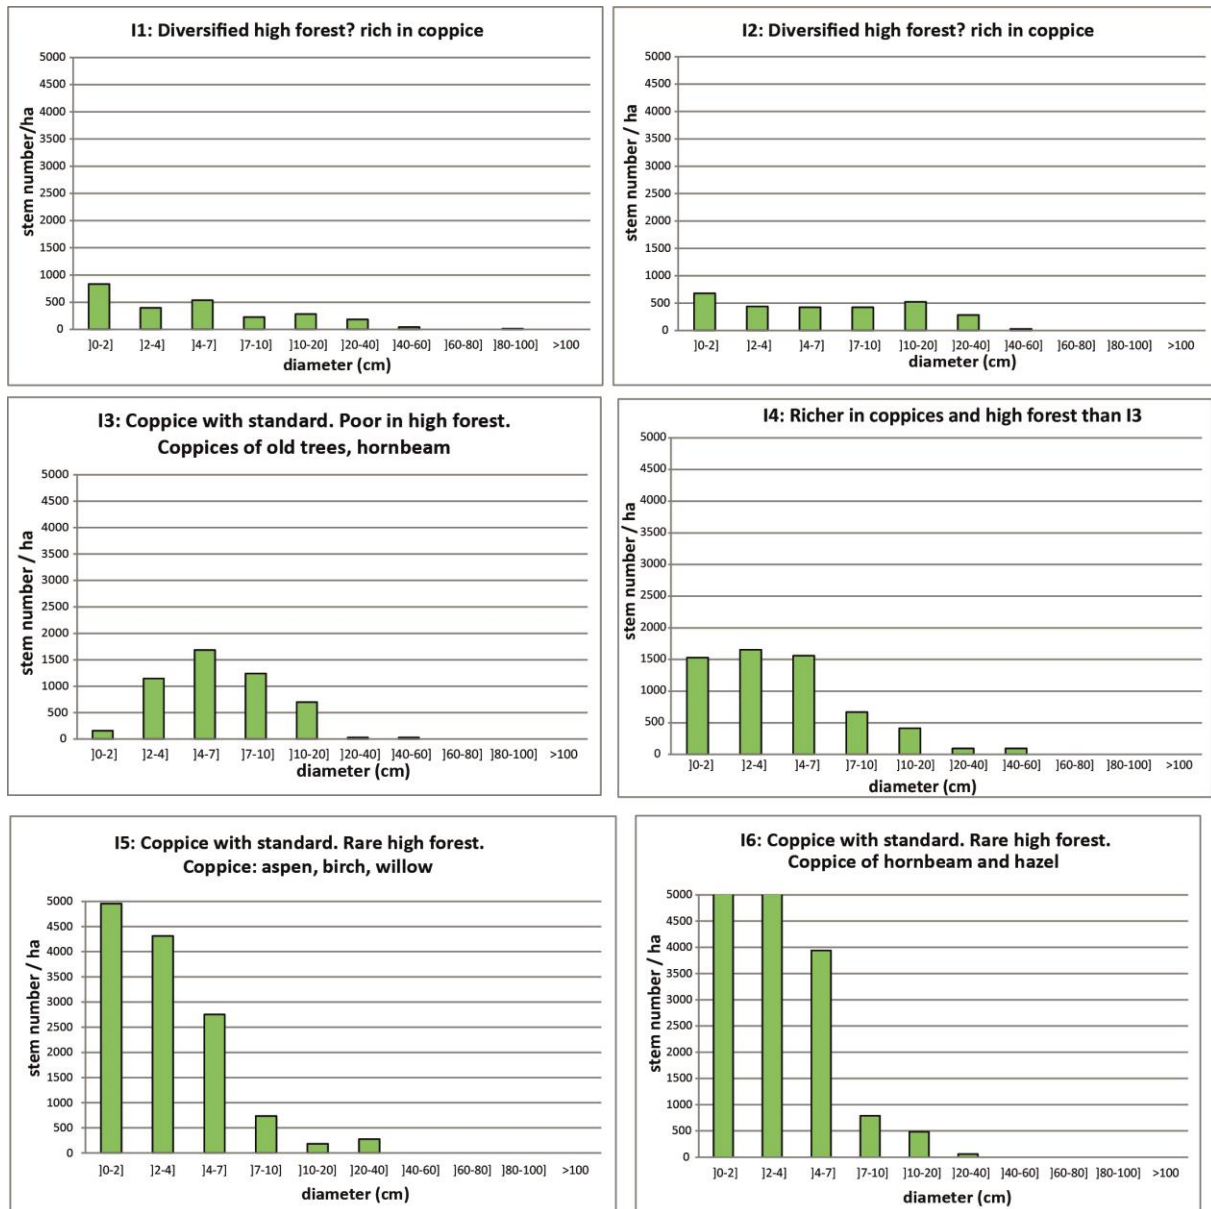 I1: Diversified high forest? rich in coppice
stem number/ha
5000
4500
4000
3500
3000
2500
2000
1500
1000
500
0
]0-2] ]2-4] ]4-7] ]7-10] ]10-20] ]20-40] ]40-60] ]60-80] ]80-100] >100
diameter (cm)
I2: Diversified high forest? rich in coppice
stem number / ha
5000
4500
4000
3500
3000
2500
2000
1500
1000
500
0
]0-2] ]2-4] ]4-7] ]7-10] ]10-20] ]20-40] ]40-60] ]60-80] ]80-100] >100
diameter (cm)
I3: Coppice with standard. Poor in high forest.
Coppices of old trees, hornbeam
stem number / ha
5000
4500
4000
3500
3000
2500
2000
1500
1000
500
0
]0-2] ]2-4] ]4-7] ]7-10] ]10-20] ]20-40] ]40-60] ]60-80] ]80-100] >100
diameter (cm)
I4: Richer in coppices and high forest than I3
stem number / ha
5000
4500
4000
3500
3000
2500
2000
1500
1000
500
0
]0-2] ]2-4] ]4-7] ]7-10] ]10-20] ]20-40] ]40-60] ]60-80] ]80-100] >100
diameter (cm)
I5: Coppice with standard. Rare high forest.
Coppice: aspen, birch, willow
stem number / ha
5000
4500
4000
3500
3000
2500
2000
1500
1000
500
0
]0-2] ]2-4] ]4-7] ]7-10] ]10-20] ]20-40] ]40-60] ]60-80] ]80-100] >100
diameter (cm)
I6: Coppice with standard. Rare high forest.
Coppice of hornbeam and hazel
stem number / ha
5000
4500
4000
3500
3000
2500
2000
1500
1000
500
0
]0-2] ]2-4] ]4-7] ]7-10] ]10-20] ]20-40] ]40-60] ]60-80] ]80-100] >100
diameter (cm)